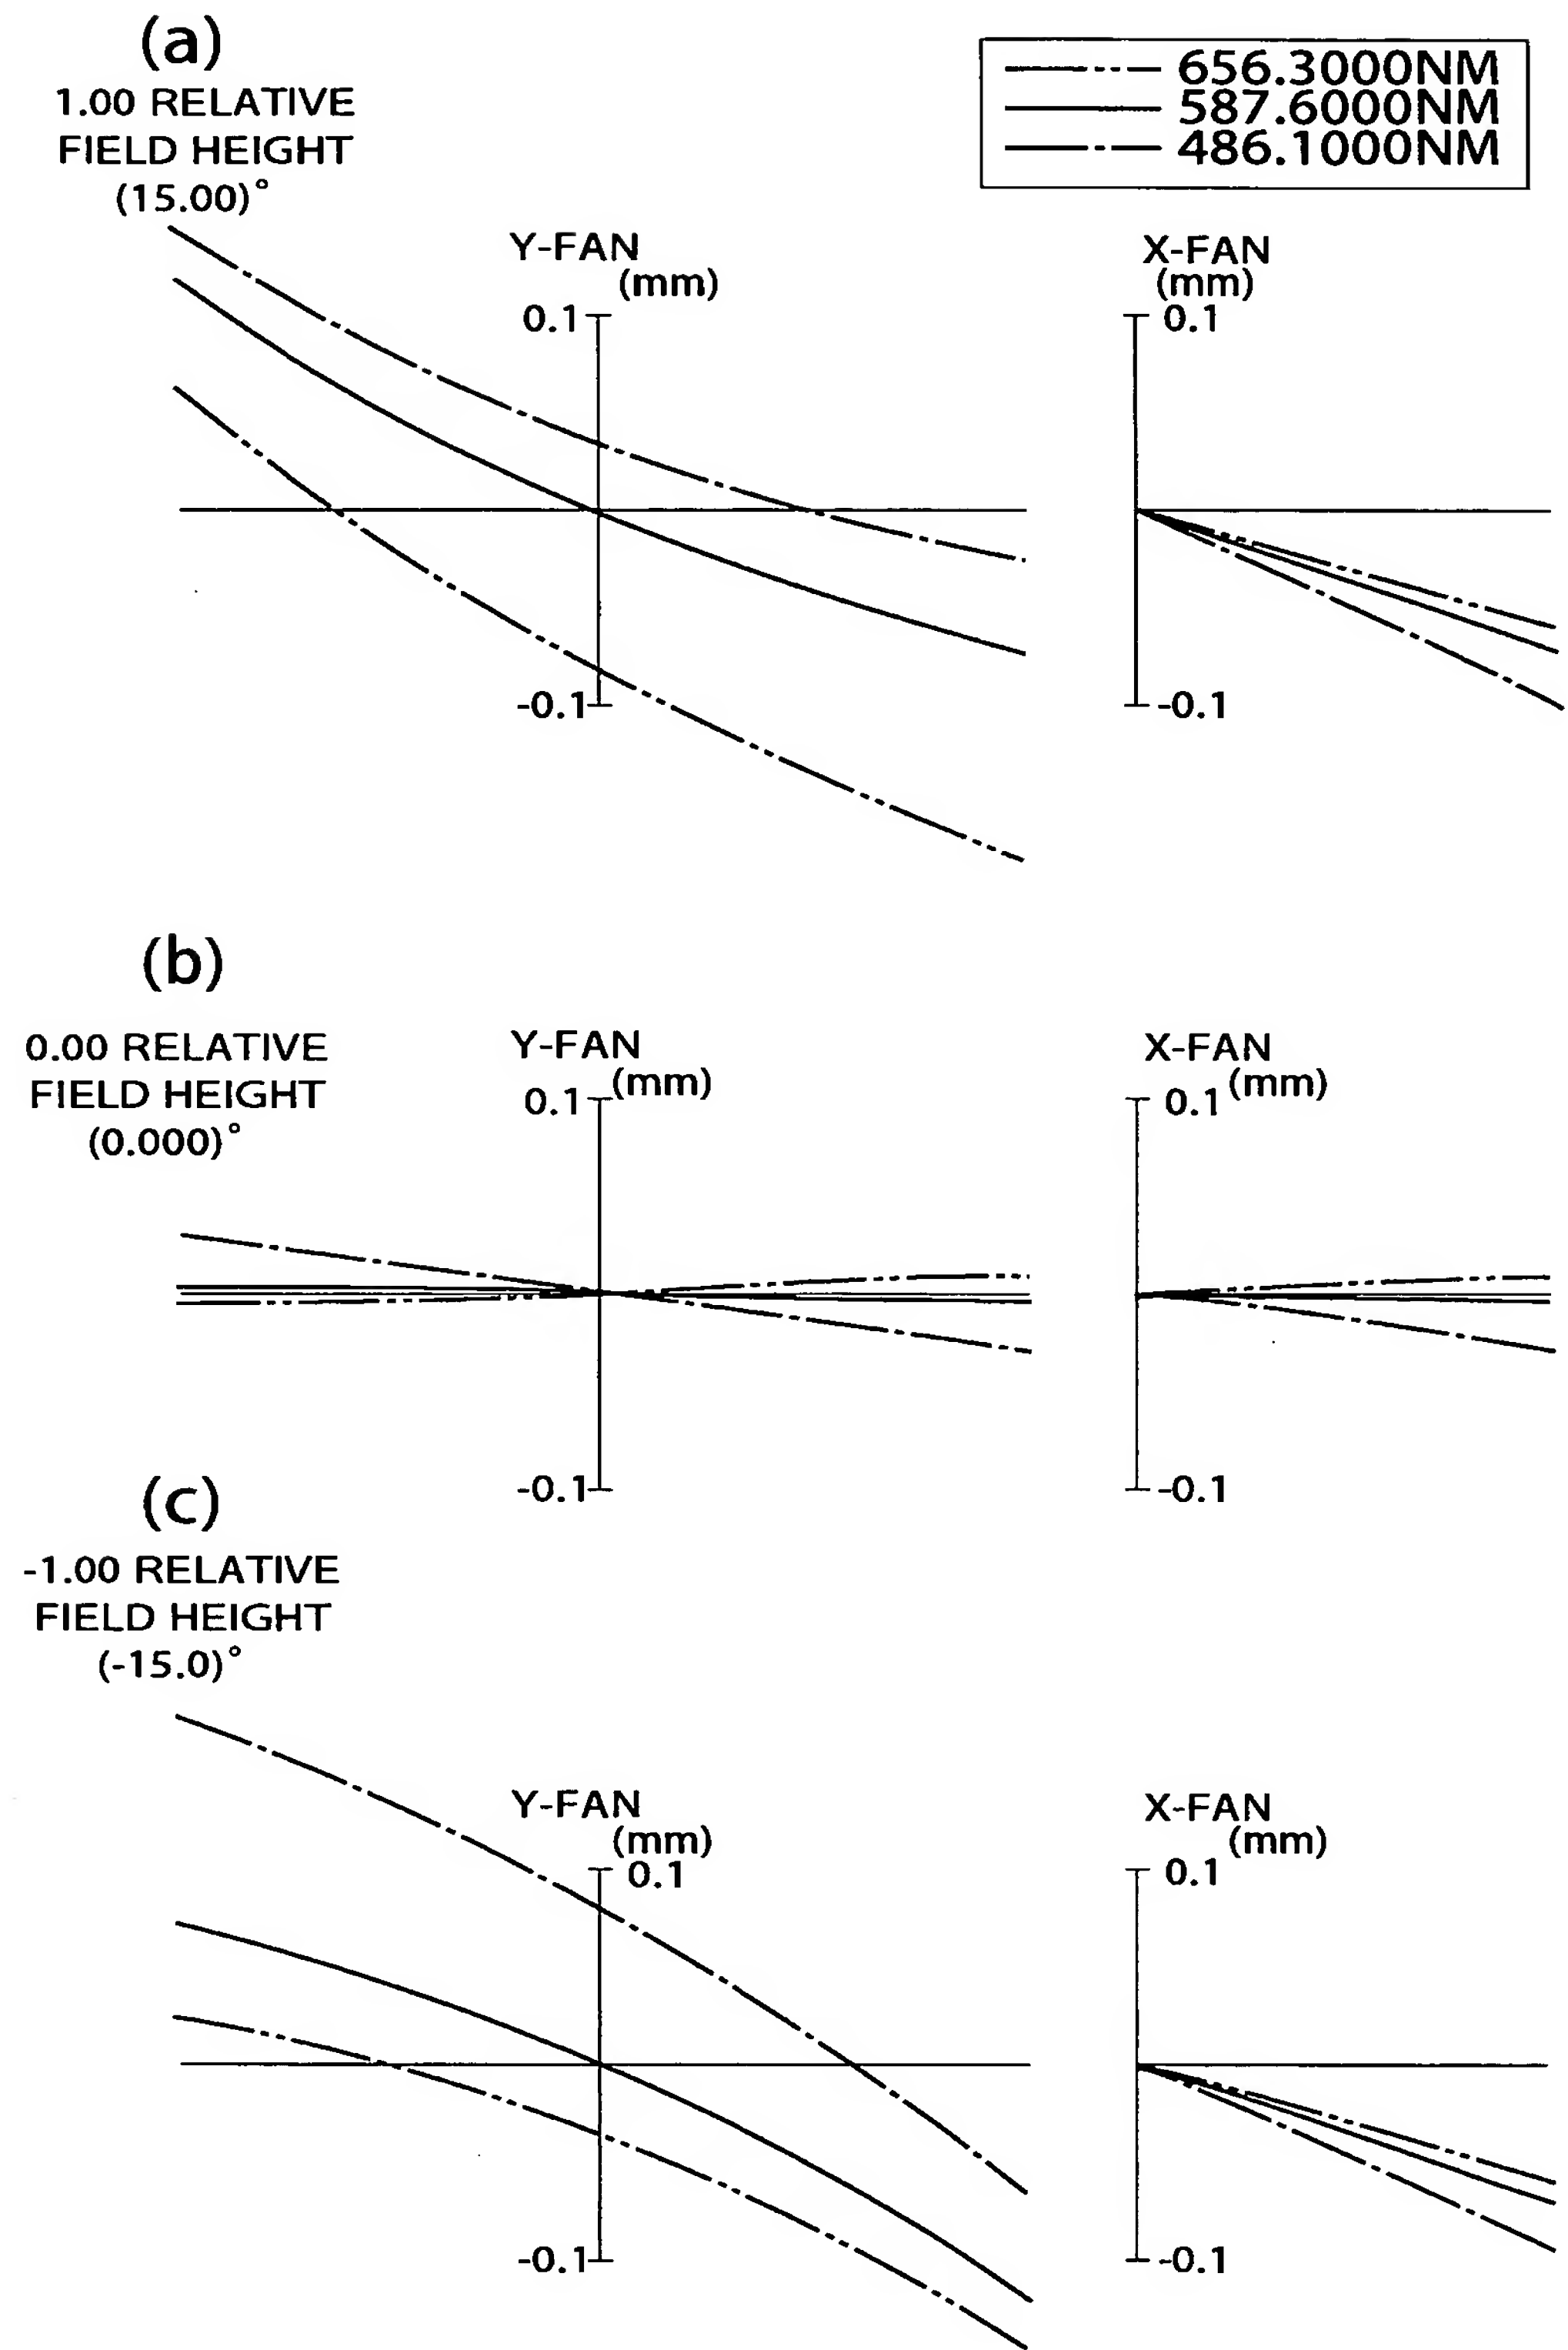 (a)
1.00 RELATIVE
FIELD HEIGHT
(15.00)°
656.3000NM
587.6000NM
486.1000NM
Y-FAN
(mm)
0.1
-0.1
X-FAN
(mm)
0.1
-0.1
(b)
0.00 RELATIVE
FIELD HEIGHT
(0.000)°
Y-FAN
(mm)
0.1
-0.1
X-FAN
(mm)
0.1
-0.1
(c)
-1.00 RELATIVE
FIELD HEIGHT
(-15.0)°
Y-FAN
(mm)
0.1
-0.1
X-FAN
(mm)
0.1
-0.1